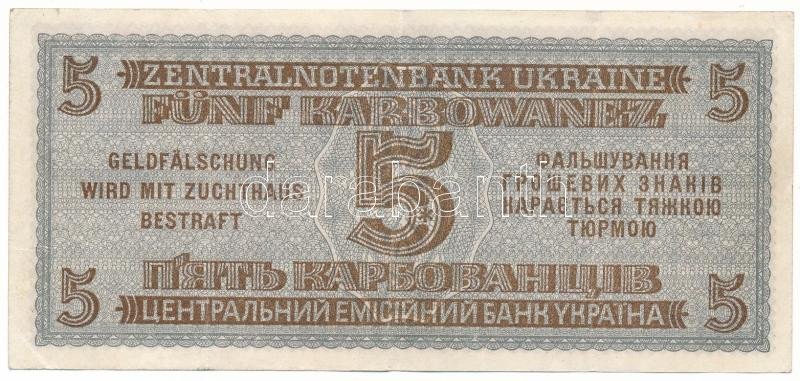 5 ZENTRALNOTENBANK UKRAINE 5
FÜNF KARBOWANEZ
5
GELDFÄLSCHUNG
WIRD MIT ZUCHTHAUS
BESTRAFT
ФАЛЬШУВАННЯ
ГРОШЕВИХ ЗНАКІВ
КАРАЄТЬСЯ ТЯЖКОЮ
ТЮРМОЮ
П'ЯТЬ КАРБОВАНЦІВ
5 ЦЕНТРАЛЬНИЙ ЕМІСІЙНИЙ БАНК УКРАЇНА 5
darabanth